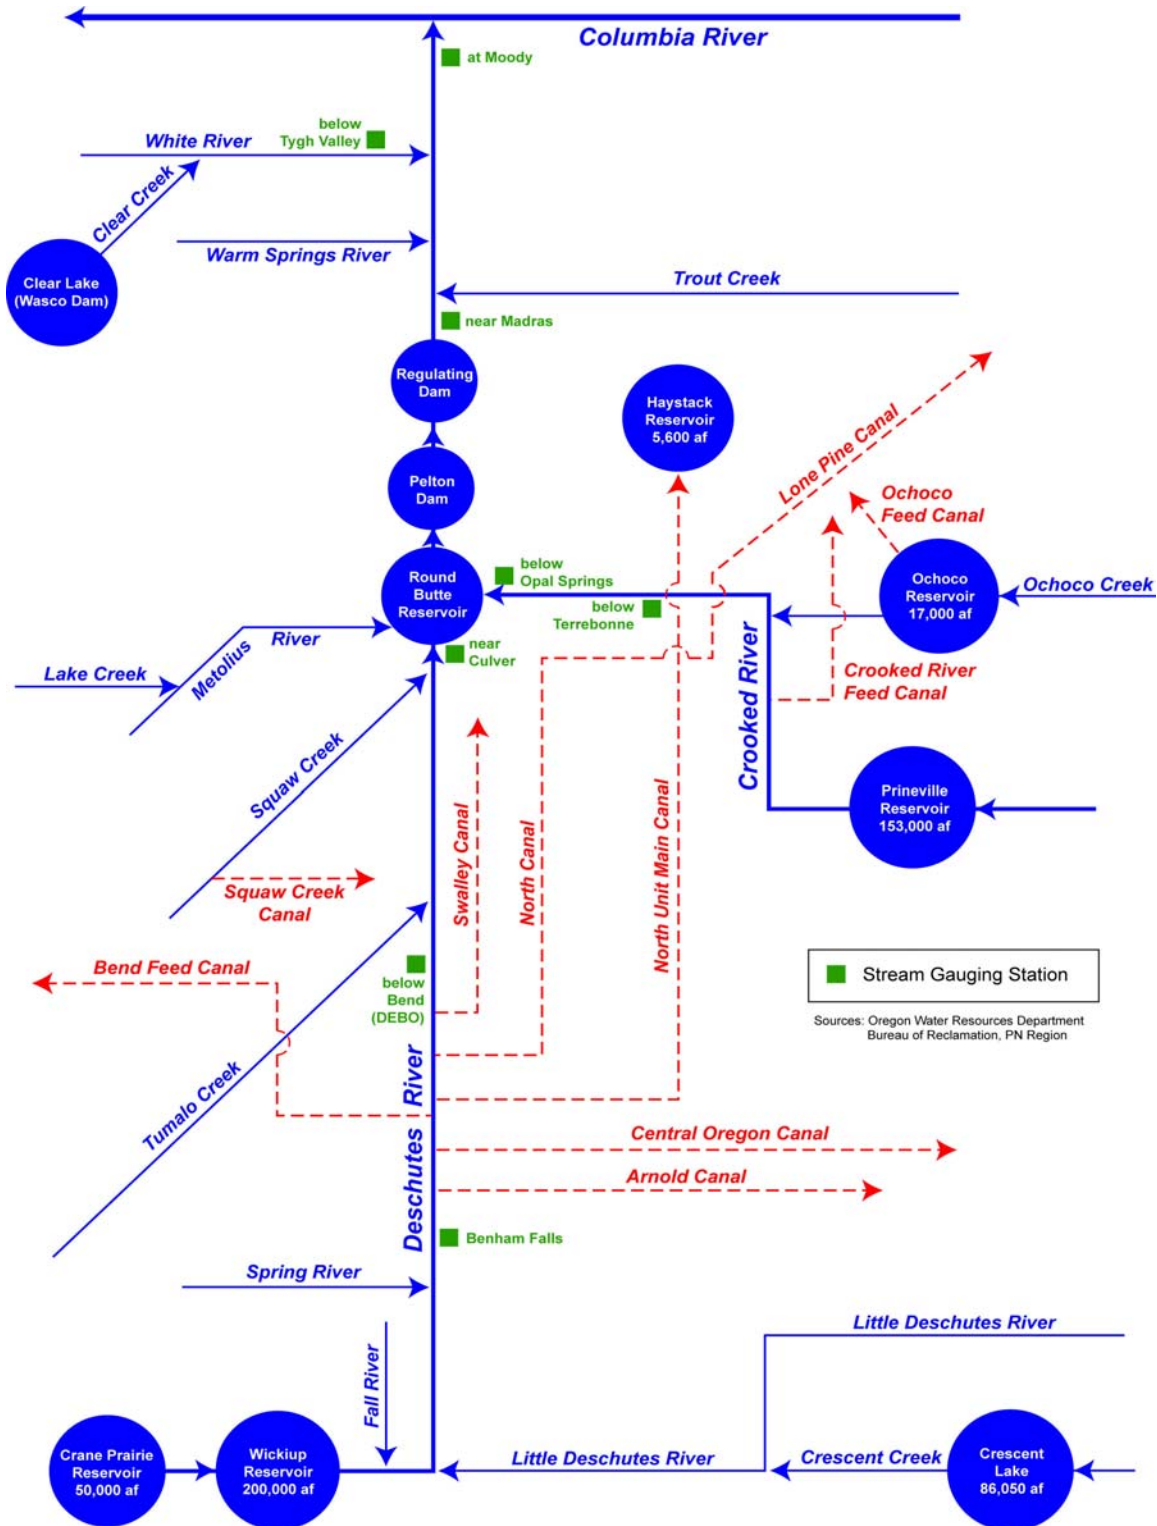 Columbia River
at Moody
below
Tygh Valley
White River
Clear Creek
Warm Springs River
Clear Lake
(Wasco Dam)
Trout Creek
near Madras
Regulating
Dam
Haystack
Reservoir
5,600 af
Lone Pine Canal
Pelton
Dam
Ochoco
Feed Canal
below
Opal Springs
Round
Butte
Reservoir
Ochoco
Reservoir
17,000 af
Ochoco Creek
below
Terrebonne
River
Metolius
Lake Creek
near
Culver
Crooked River
Crooked River
Feed Canal
Squaw Creek
Prineville
Reservoir
153,000 af
Swalley Canal
North Canal
North Unit Main Canal
Squaw Creek
Canal
Bend Feed Canal
below
Bend
(DEBO)
Stream Gauging Station
Sources: Oregon Water Resources Department
Bureau of Reclamation, PN Region
Tumalo Creek
Deschutes River
Central Oregon Canal
Arnold Canal
Benham Falls
Spring River
Little Deschutes River
Fall River
Crane Prairie
Reservoir
50,000 af
Wickiup
Reservoir
200,000 af
Little Deschutes River
Crescent Creek
Crescent
Lake
86,050 af